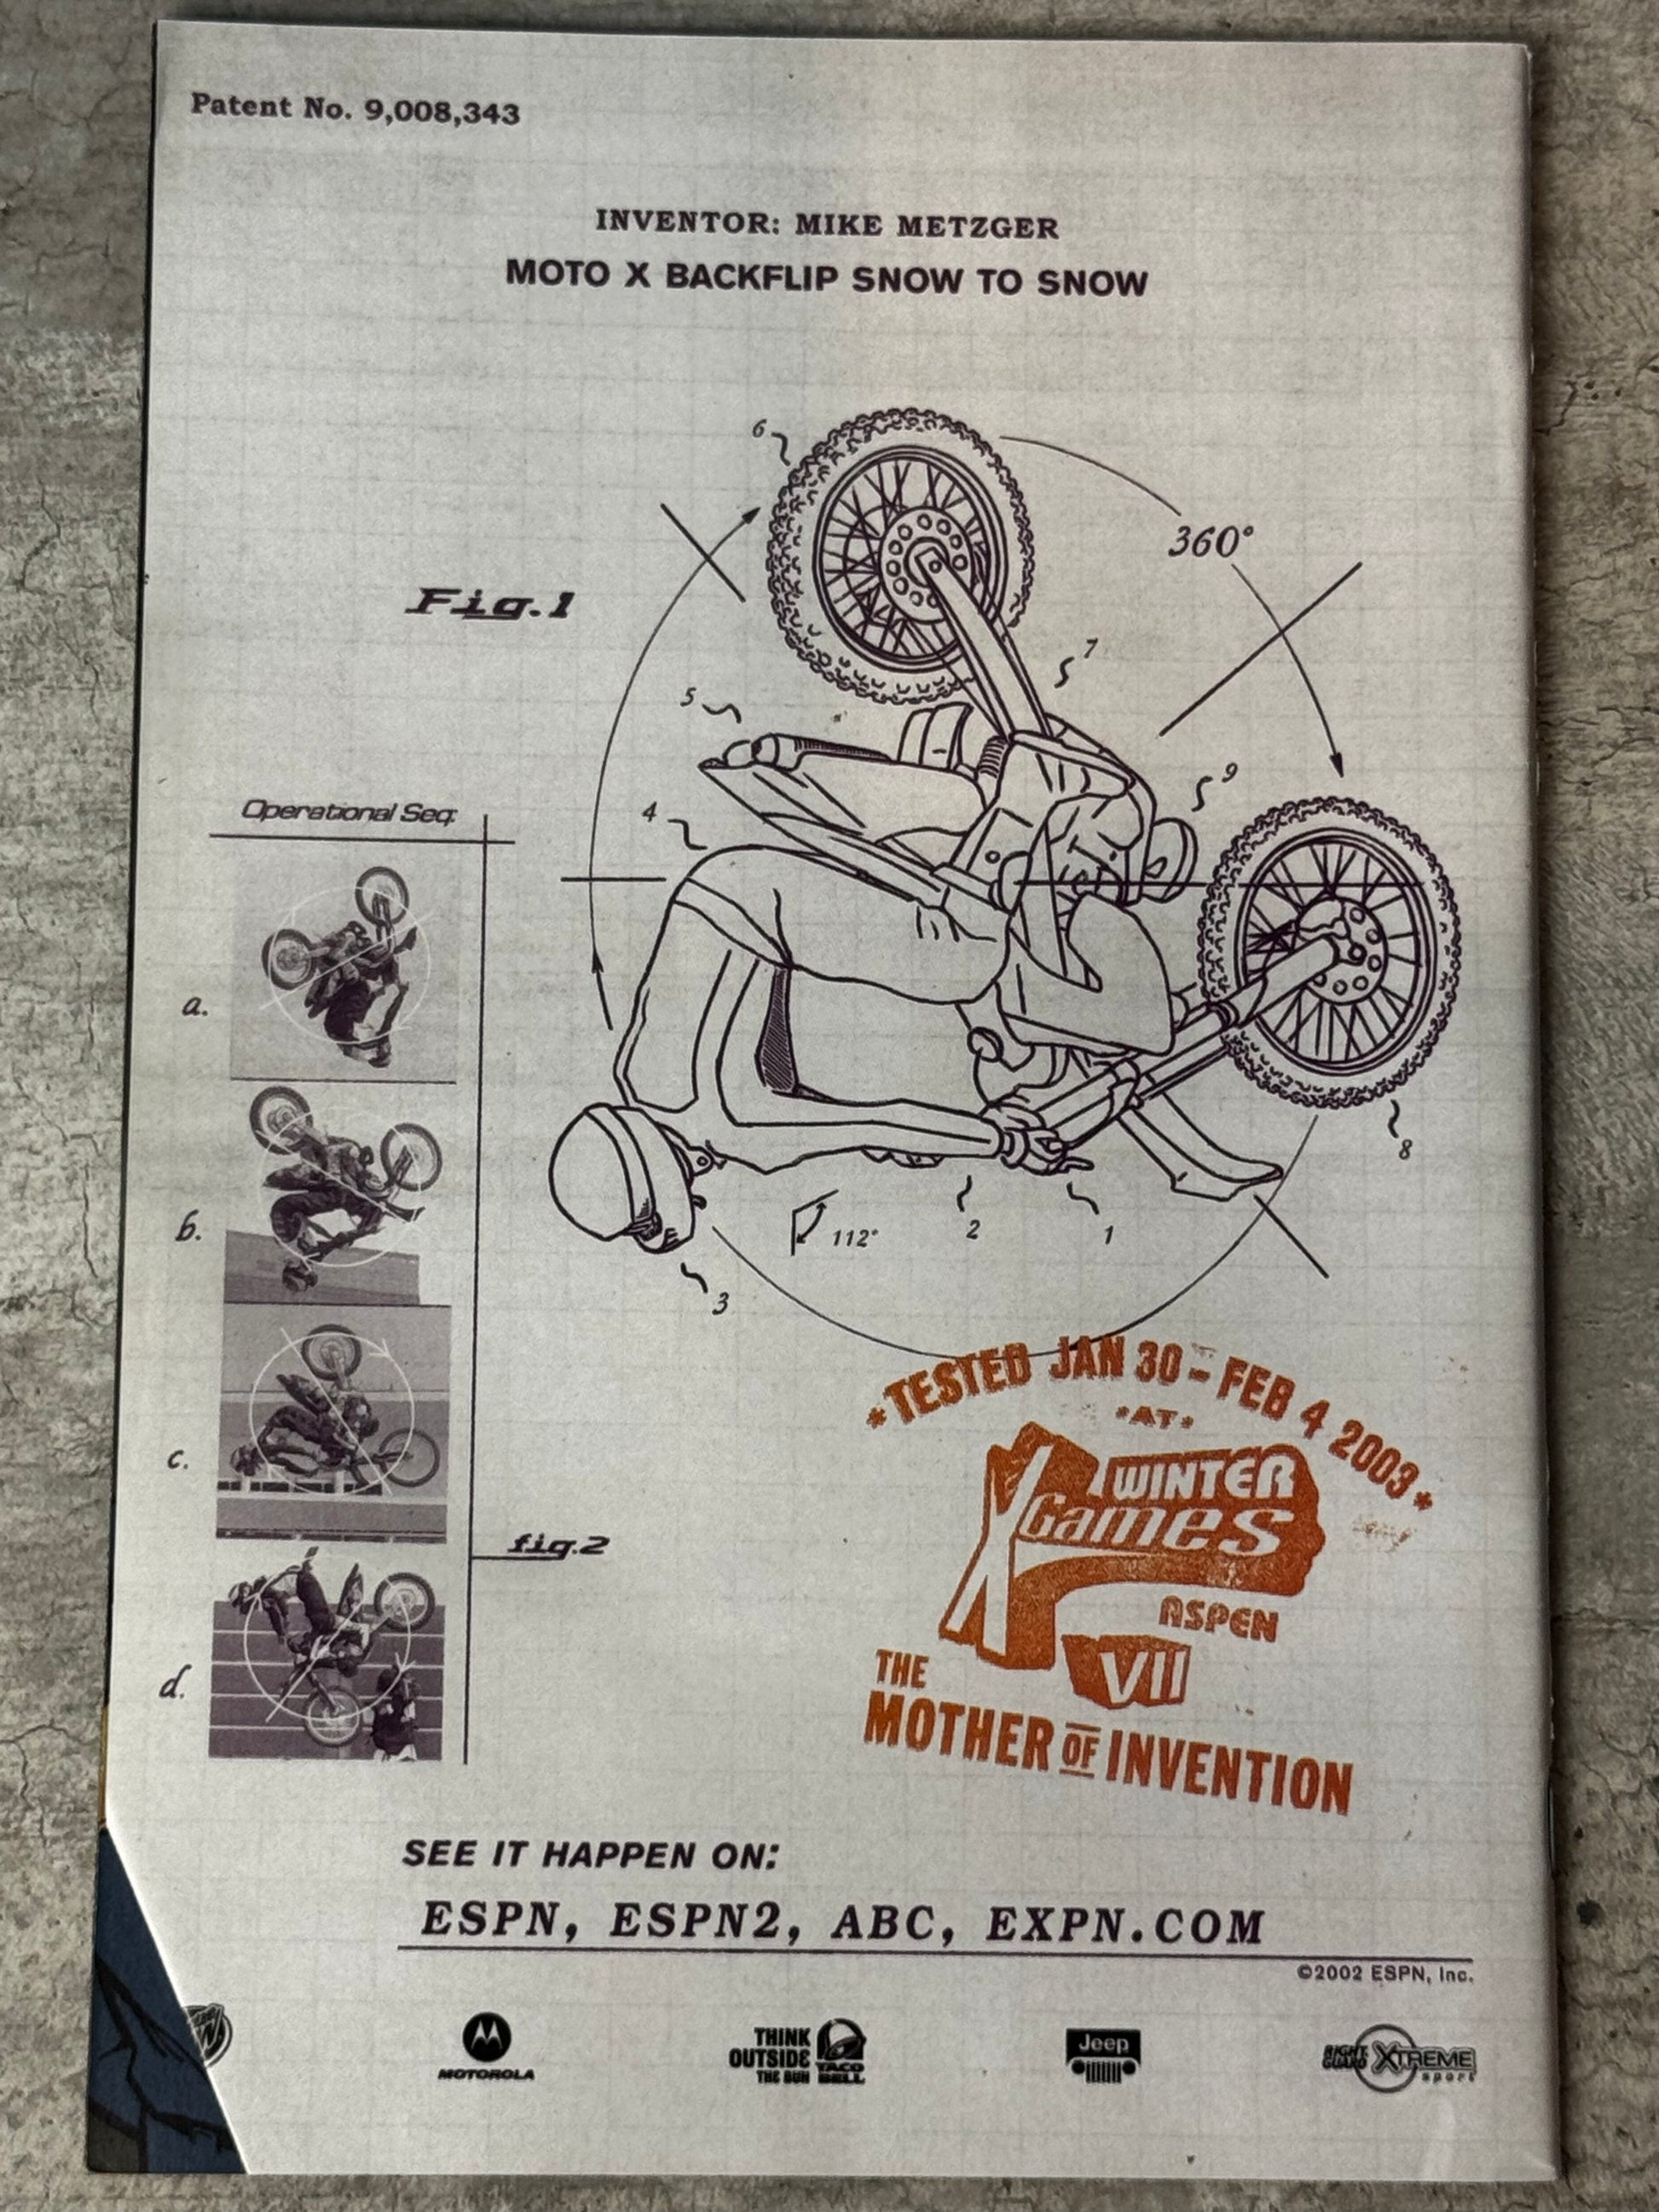 Patent No. 9,008,343
INVENTOR: MIKE METZGER
MOTO X BACKFLIP SNOW TO SNOW
6
360°
Fig.1
7
5
9
4
Operational Seq.
a.
8
b.
112°
2
1
3
*TESTED JAN 30 - FEB 4 2003*
*AT*
WINTER
X Games
c.
fig.2
ASPEN
VII
d.
THE
MOTHER OF INVENTION
SEE IT HAPPEN ON:
ESPN, ESPN2, ABC, EXPN.COM
©2002 ESPN, Inc.
MOTOROLA
THINK
OUTSIDE
THE BUN
TACO
BELL
Jeep
RIGHT
GUARD
XTREME
sport